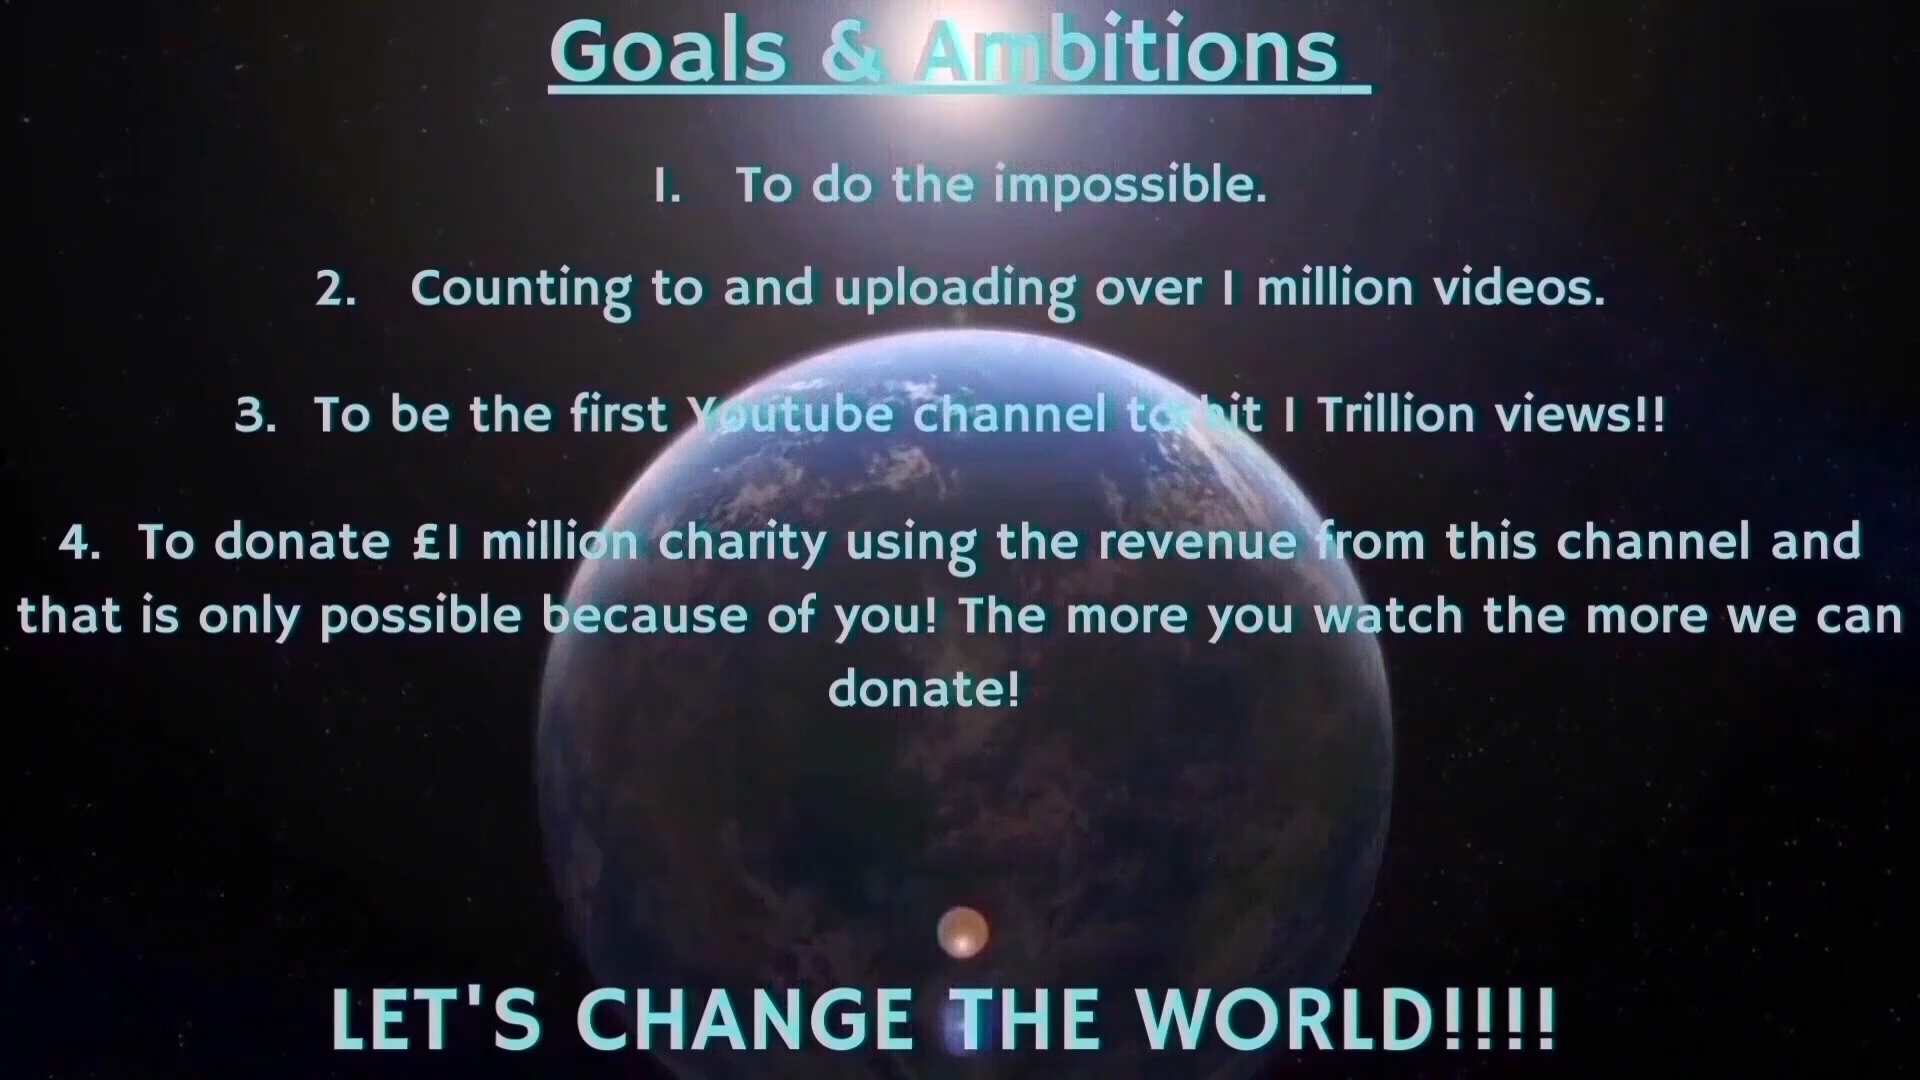 Goals & Ambitions
1. To do the impossible.
2. Counting to and uploading over 1 million videos.
3. To be the first Youtube channel to hit 1 Trillion views!!
4. To donate £1 million charity using the revenue from this channel and
that is only possible because of you! The more you watch the more we can
donate!
LET'S CHANGE THE WORLD!!!!